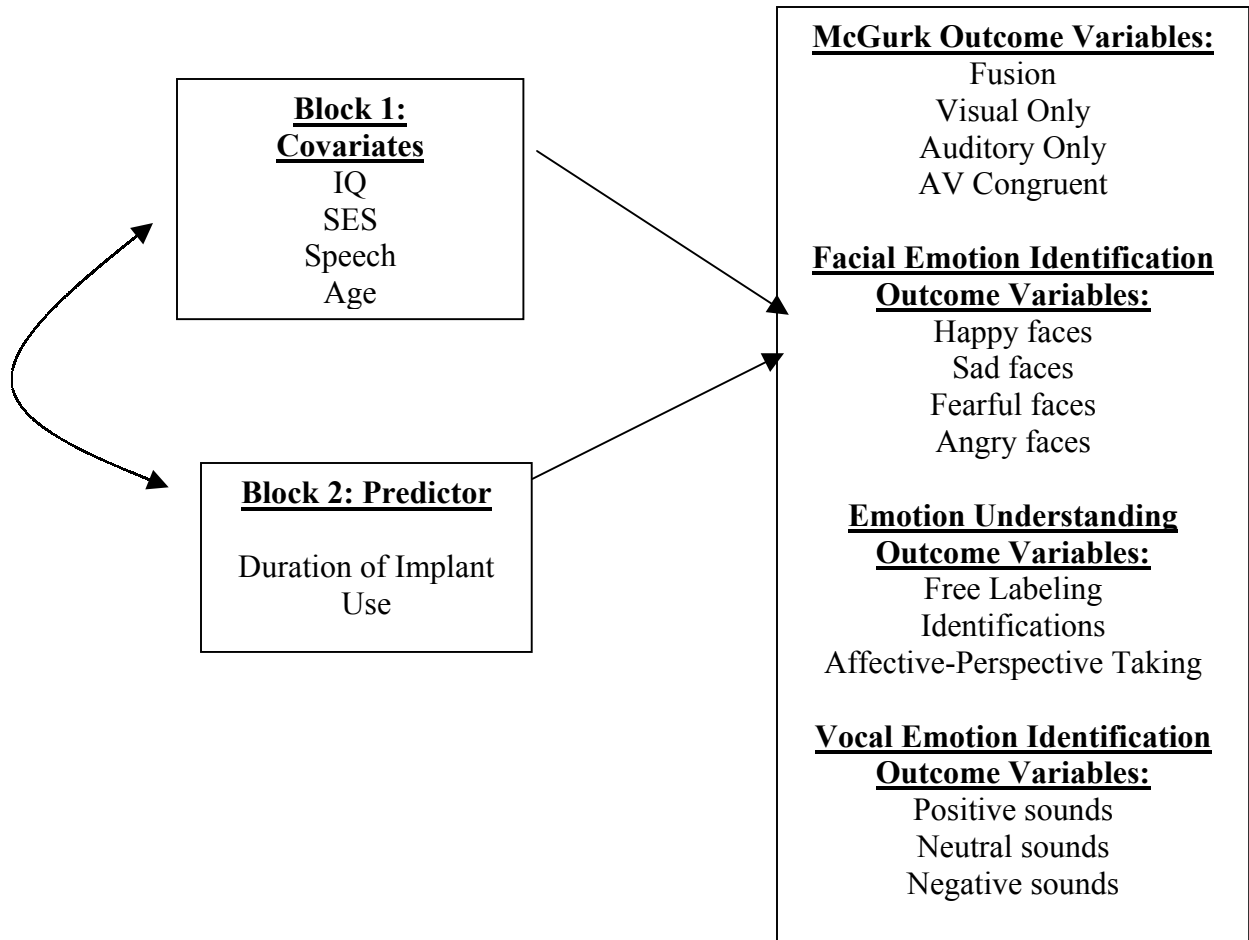 Block 1:
Covariates
IQ
SES
Speech
Age
Block 2: Predictor
Duration of Implant
Use
McGurk Outcome Variables:
Fusion
Visual Only
Auditory Only
AV Congruent
Facial Emotion Identification
Outcome Variables:
Happy faces
Sad faces
Fearful faces
Angry faces
Emotion Understanding
Outcome Variables:
Free Labeling
Identifications
Affective-Perspective Taking
Vocal Emotion Identification
Outcome Variables:
Positive sounds
Neutral sounds
Negative sounds